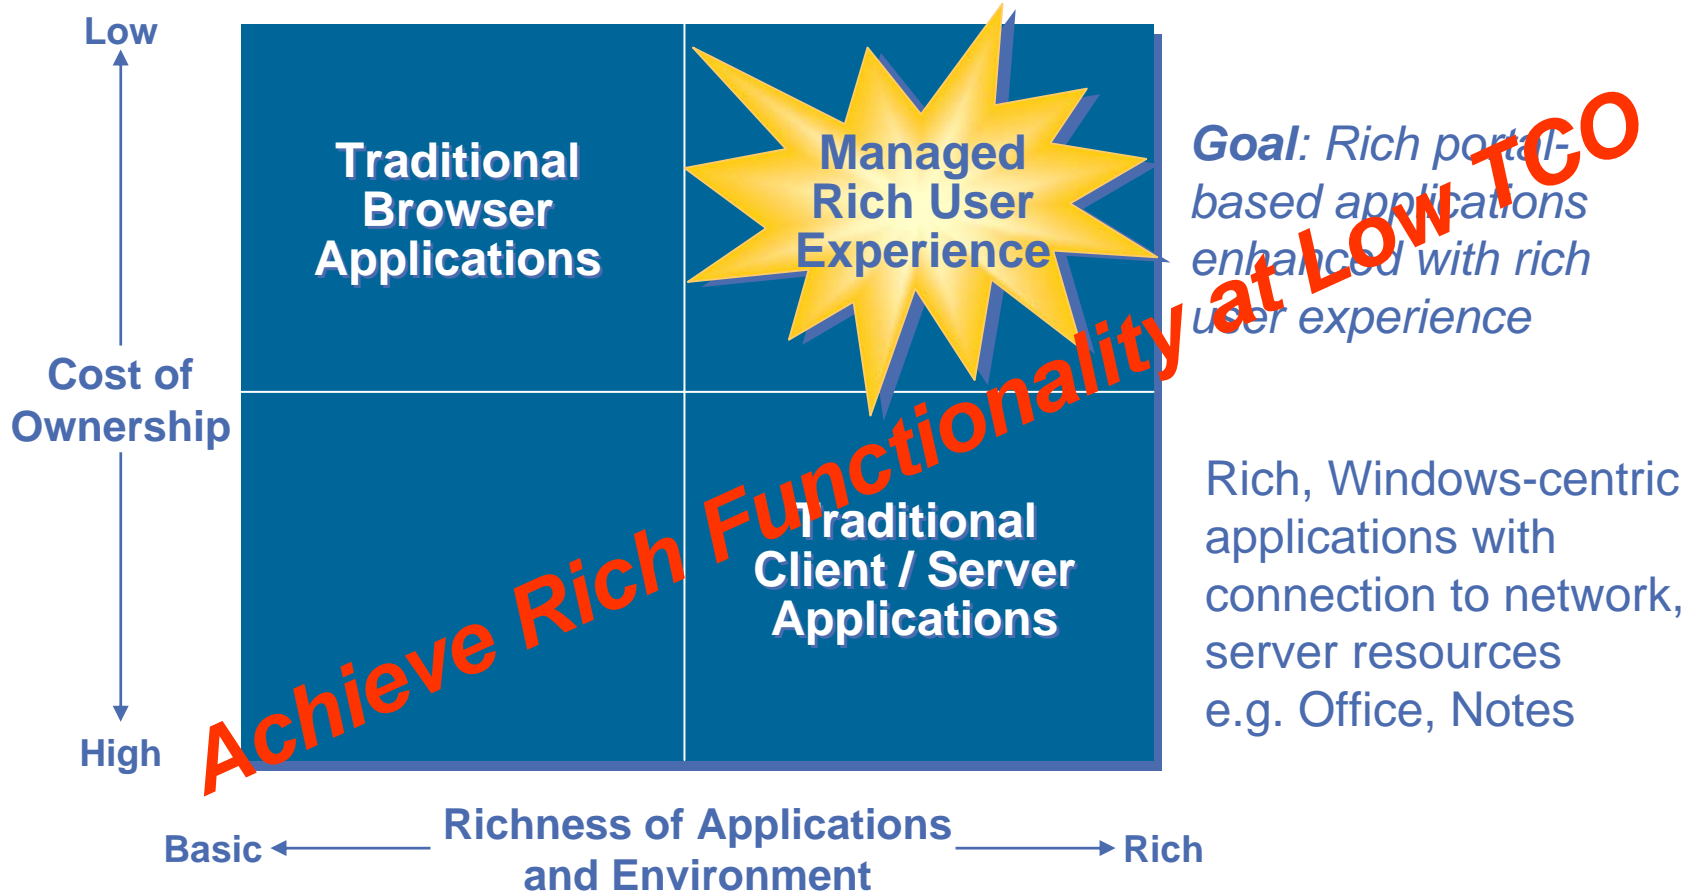 Low
Cost of
Ownership
High
Traditional
Browser
Applications
Managed
Rich User
Experience
Goal: Rich portal-
based applications
enhanced with rich
user experience
Achieve Rich Functionality at Low TCO
Traditional
Client / Server
Applications
Rich, Windows-centric
applications with
connection to network,
server resources
e.g. Office, Notes
Basic
Richness of Applications
and Environment
Rich